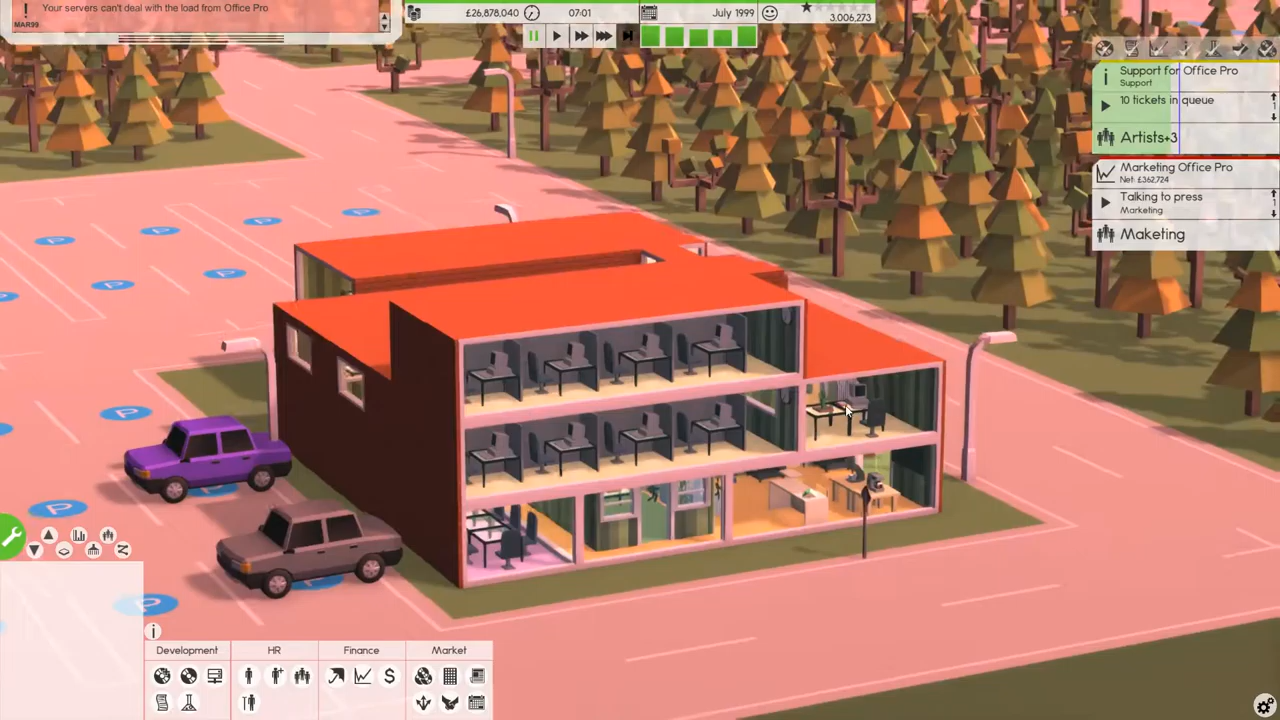 Your servers can't deal with the load from Office Pro
MAR99
£26,878,040
07:01
July 1999
3,006,273
Support for Office Pro
Support
10 tickets in queue
Artists+3
Marketing Office Pro
Net: £362,724
Talking to press
Marketing
1
Maketing
Development
HR
Finance
Market